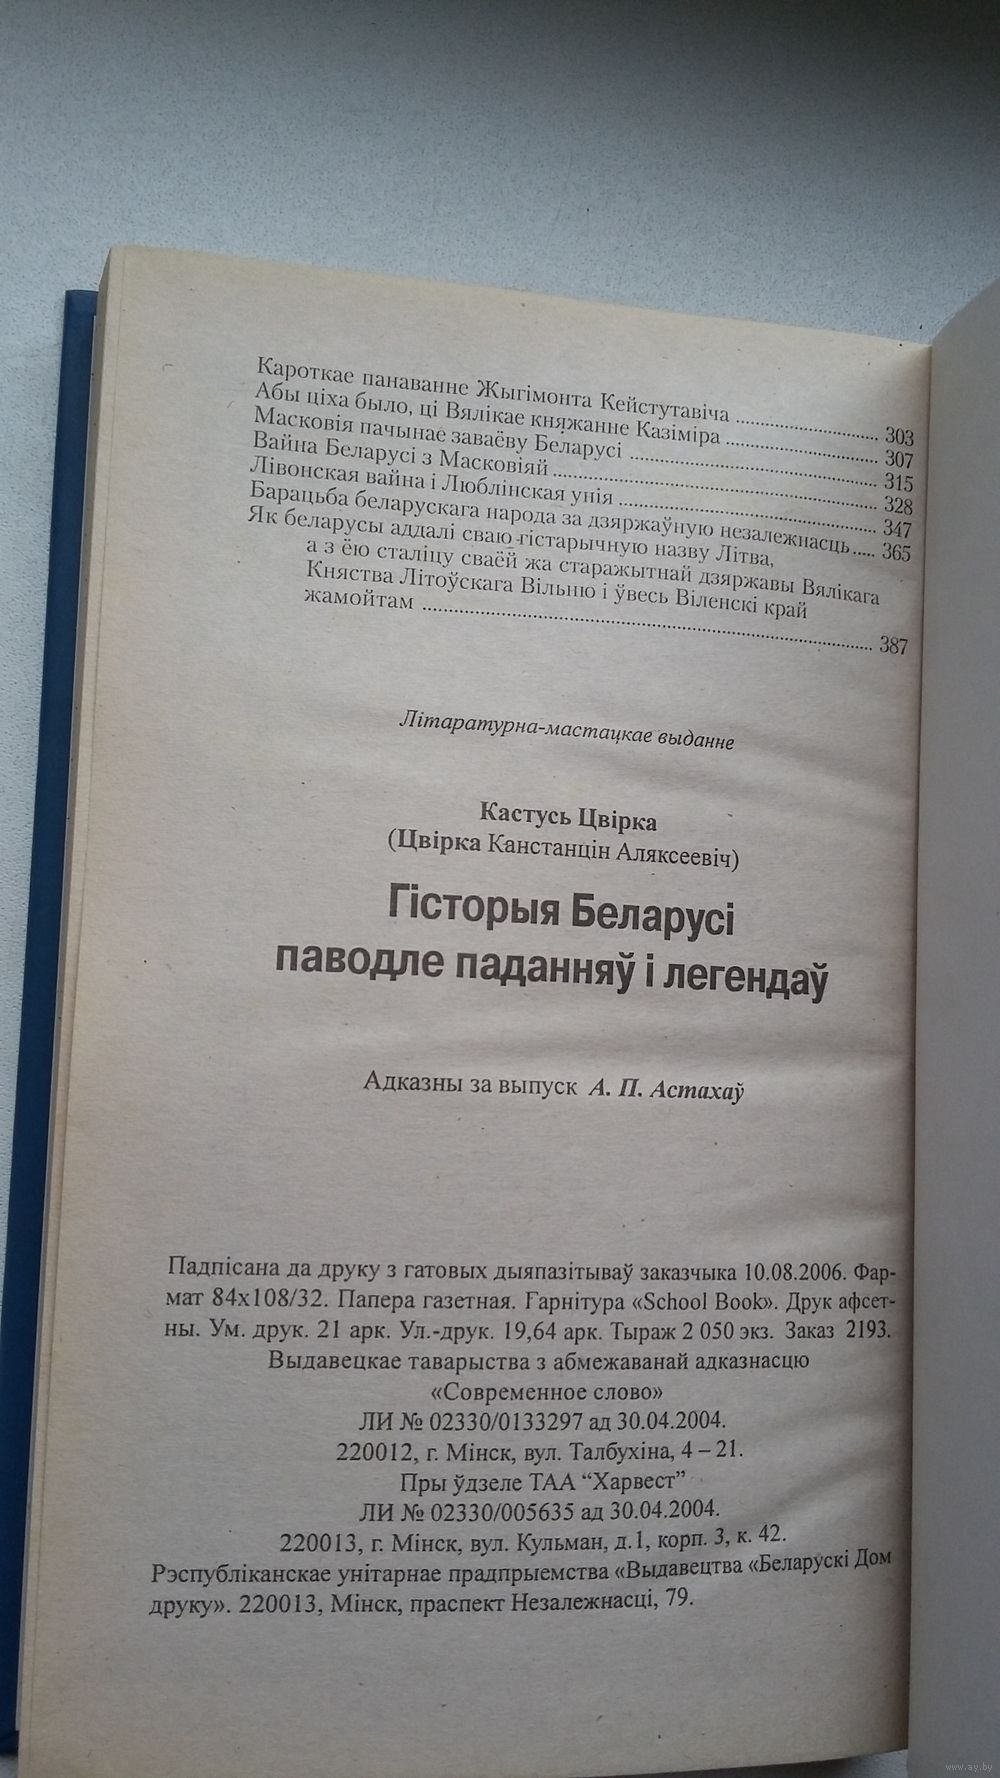 Кароткае панаванне Жыгімонта Кейстутавіча ........................ 303
Абы ціха было, ці Вялікае княжанне Казіміра ........................ 307
Масковія пачынае заваёву Беларусі ........................ 315
Вайна Беларусі з Масковіяй ........................ 328
Лівонская вайна і Люблінская унія ........................ 347
Барацьба беларускага народа за дзяржаўную незалежнасць..... 365
Як беларусы аддалі сваю гістарычную назву Літва,
а з ёю сталіцу сваёй жа старажытнай дзяржавы Вялікага
Княства Літоўскага Вільню і ўвесь Віленскі край
жамойтам ........................ 387
Літаратурна-мастацкае выданне
Кастусь Цвірка
(Цвірка Канстанцін Аляксеевіч)
Гісторыя Беларусі
паводле паданняў і легендаў
Адказны за выпуск А. П. Астахаў
Падпісана да друку з гатовых дыяпазітываў заказчыка 10.08.2006. Фар-
мат 84х108/32. Папера газетная. Гарнітура «School Book». Друк афсет-
ны. Ум. друк. 21 арк. Ул.-друк. 19,64 арк. Тыраж 2 050 экз. Заказ 2193.
Выдавецкае таварыства з абмежаванай адказнасцю
«Современное слово»
ЛИ № 02330/0133297 ад 30.04.2004.
220012, г. Мінск, вул. Талбухіна, 4 – 21.
Пры ўдзеле ТАА “Харвест”
ЛИ № 02330/005635 ад 30.04.2004.
220013, г. Мінск, вул. Кульман, д.1, корп. 3, к. 42.
Рэспубліканскае унітарнае прадпрыемства «Выдавецтва «Беларускі Дом
друку». 220013, Мінск, праспект Незалежнасці, 79.
www.ay.by